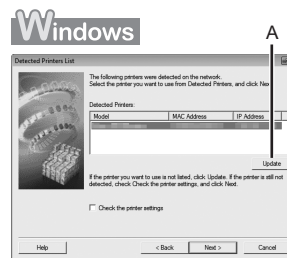 Windows
A
Detected Printers List
The following printers were detected on the network.
Select the printer you want to use from Detected Printers, and click Next.
Detected Printers:
Model MAC Address IP Address
Update
If the printer you want to use is not listed, click Update. If the printer is still not
detected, check Check the printer settings, and click Next.
Check the printer settings
Help < Back Next > Cancel